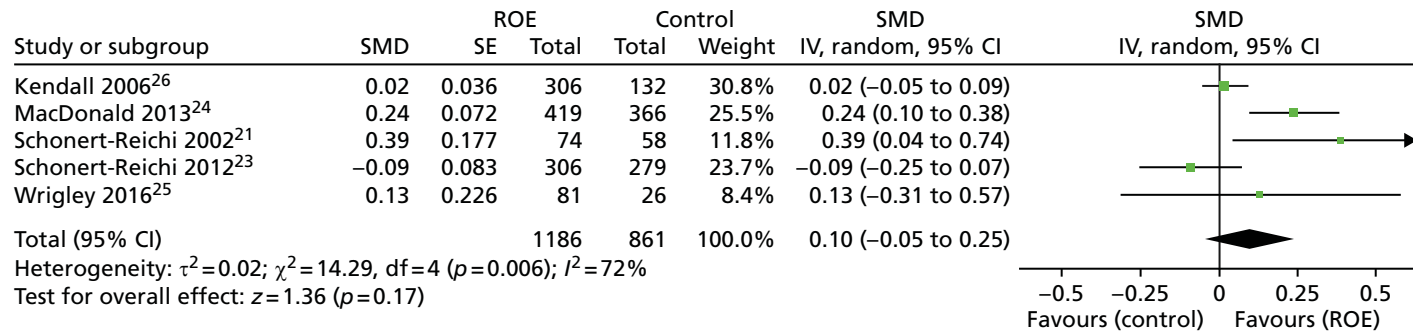 ROE Control SMD SMD
Study or subgroup SMD SE Total Total Weight IV, random, 95% CI IV, random, 95% CI
Kendall 2006²⁶ 0.02 0.036 306 132 30.8% 0.02 (−0.05 to 0.09)
MacDonald 2013²⁴ 0.24 0.072 419 366 25.5% 0.24 (0.10 to 0.38)
Schonert-Reichi 2002²¹ 0.39 0.177 74 58 11.8% 0.39 (0.04 to 0.74)
Schonert-Reichi 2012²³ −0.09 0.083 306 279 23.7% −0.09 (−0.25 to 0.07)
Wrigley 2016²⁵ 0.13 0.226 81 26 8.4% 0.13 (−0.31 to 0.57)
Total (95% CI) 1186 861 100.0% 0.10 (−0.05 to 0.25)
Heterogeneity: τ²=0.02; χ²=14.29, df=4 (p=0.006); I²=72%
Test for overall effect: z=1.36 (p=0.17)
−0.5 −0.25 0 0.25 0.5
Favours (control) Favours (ROE)